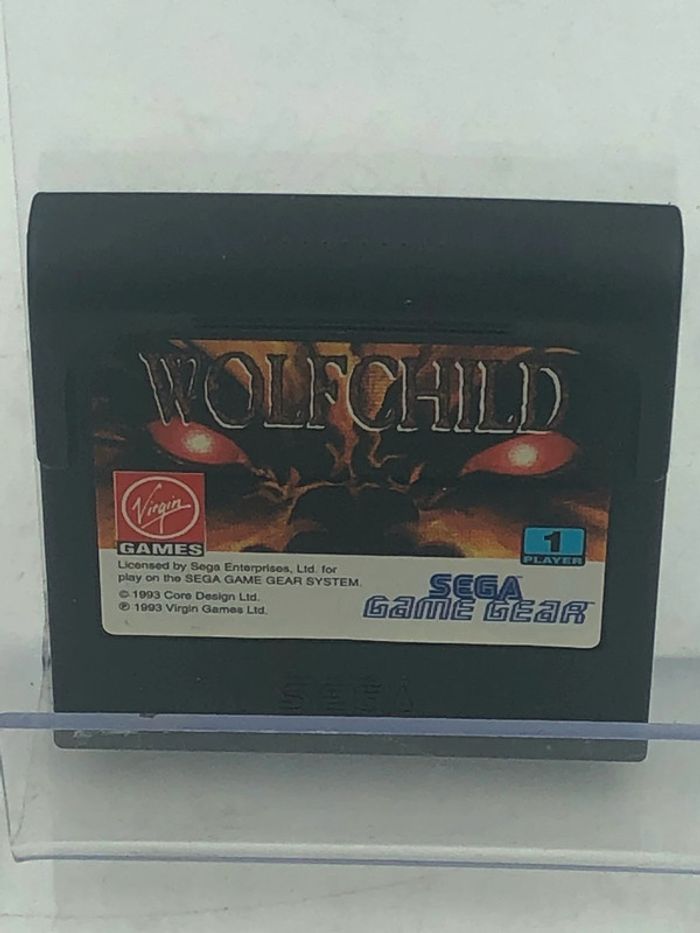 WOLFCHILD
Virgin
GAMES
1
PLAYER
Licensed by Sega Enterprises, Ltd. for
play on the SEGA GAME GEAR SYSTEM.
© 1993 Core Design Ltd.
℗ 1993 Virgin Games Ltd.
SEGA
GAME GEAR™
SEGA